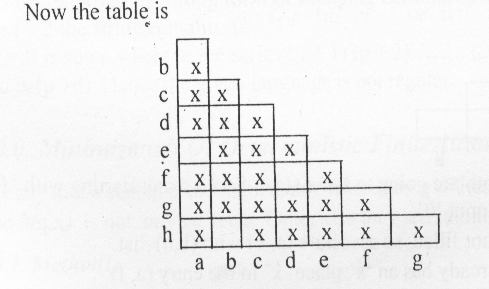 Now the table is
b x
c x x
d x x x
e x x x
f x x x x
g x x x x x x
h x x x x x x
a b c d e f g